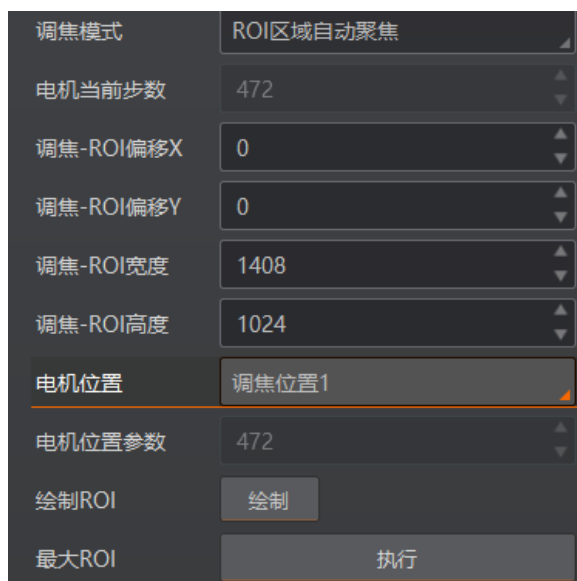 调焦模式 ROI区域自动聚焦
电机当前步数 472
调焦-ROI偏移X 0
调焦-ROI偏移Y 0
调焦-ROI宽度 1408
调焦-ROI高度 1024
电机位置 调焦位置1
电机位置参数 472
绘制ROI 绘制
最大ROI 执行